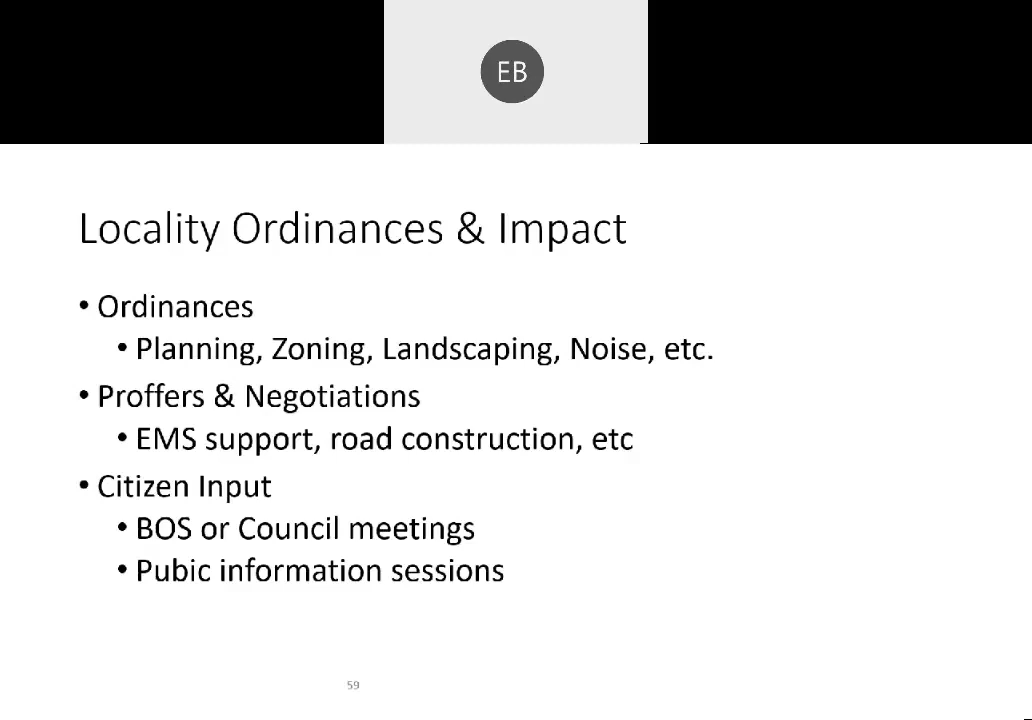 EB
Locality Ordinances & Impact
• Ordinances
• Planning, Zoning, Landscaping, Noise, etc.
• Proffers & Negotiations
• EMS support, road construction, etc
• Citizen Input
• BOS or Council meetings
• Pubic information sessions
59